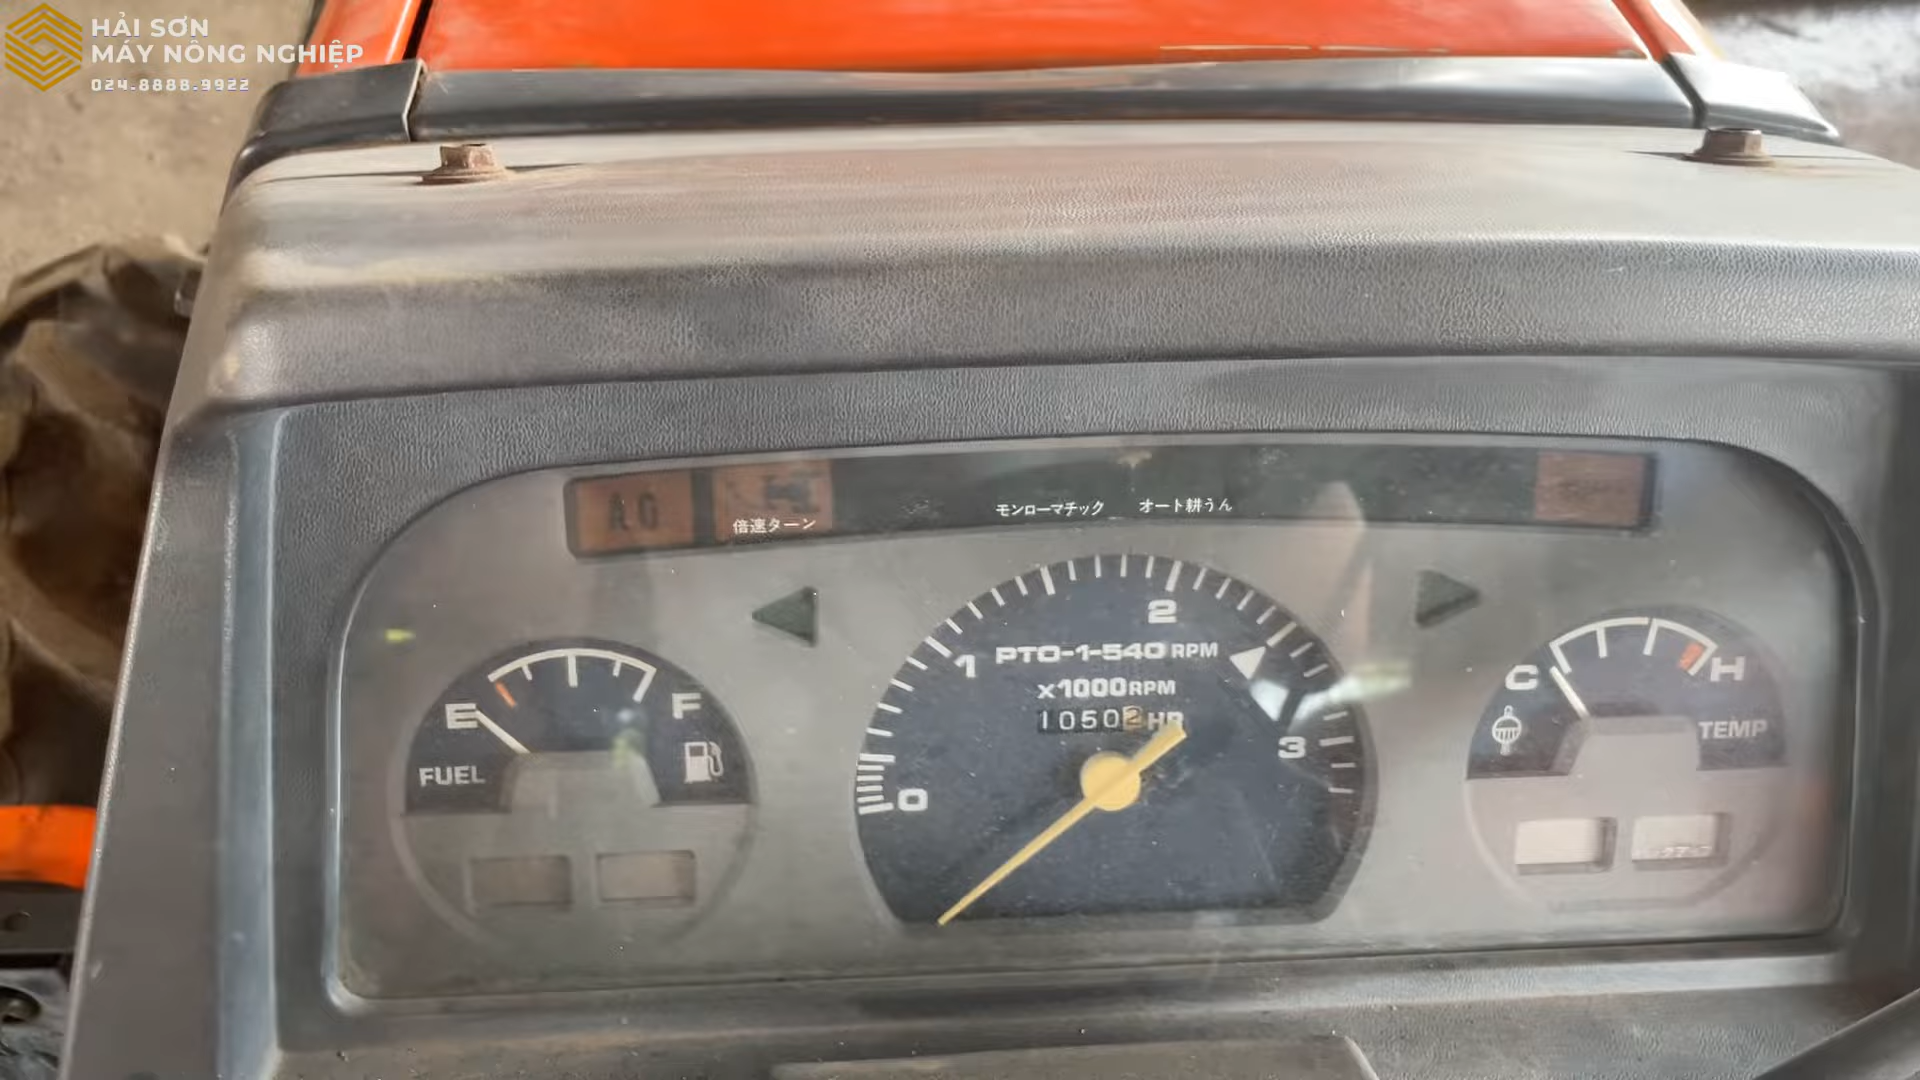 HẢI SƠN
MÁY NÔNG NGHIỆP
024.8888.9922
倍速ターン
モンローマチック
オート耕うん
2
1
PTO-1-540 RPM
x1000RPM
10502 HR
3
0
E
F
FUEL
C
H
TEMP